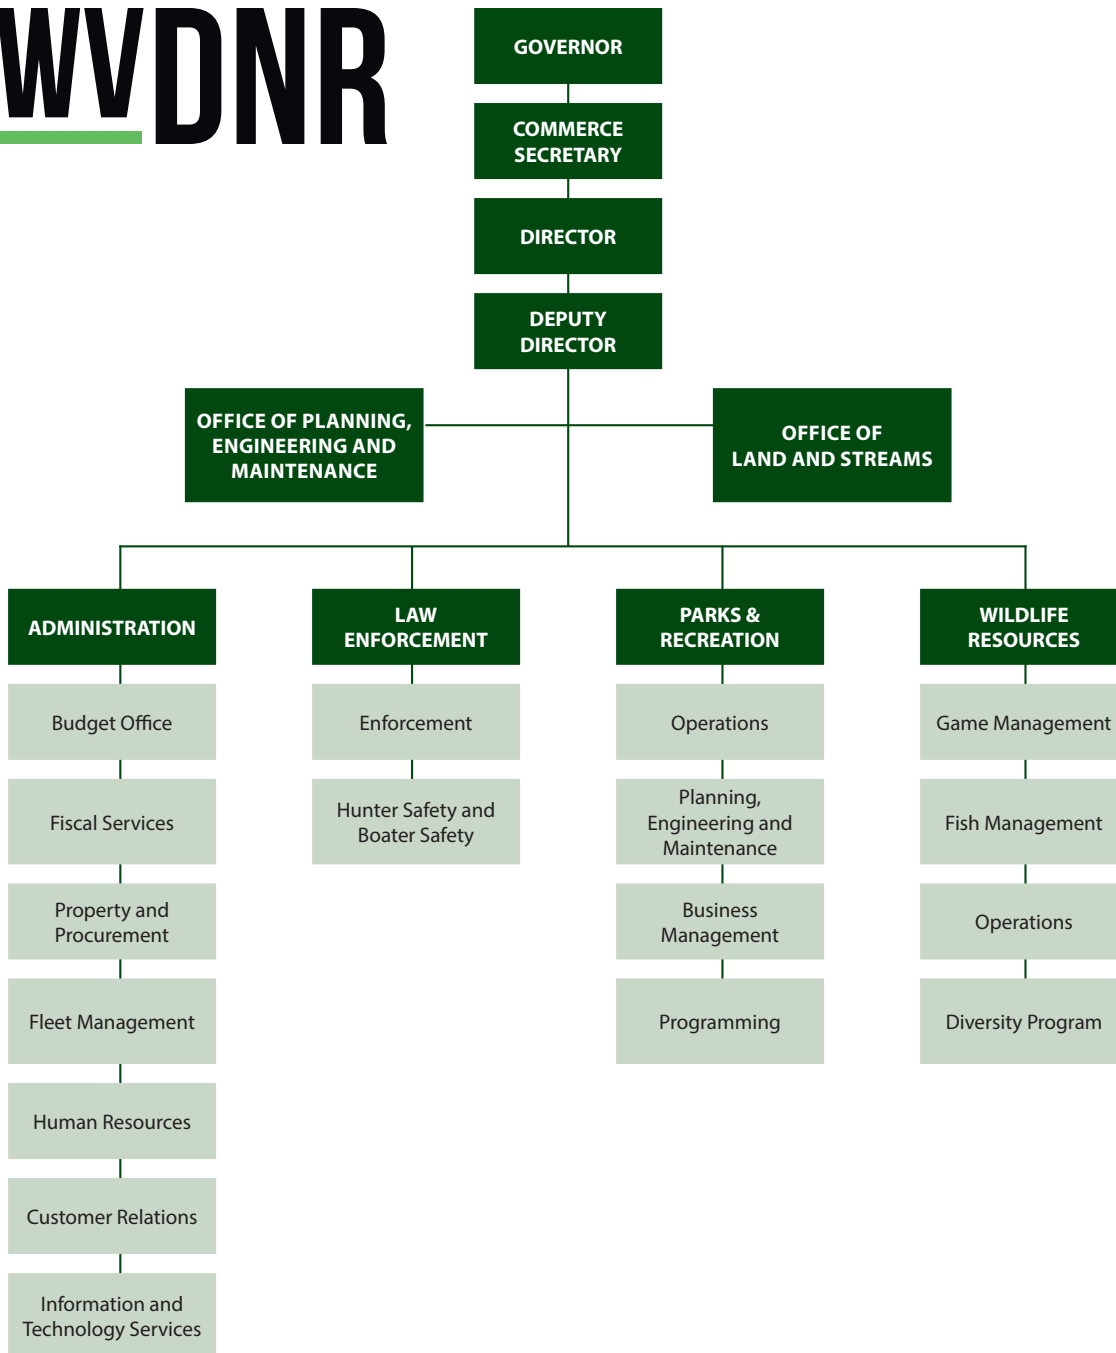 WVDNR
GOVERNOR
COMMERCE
SECRETARY
DIRECTOR
DEPUTY
DIRECTOR
OFFICE OF PLANNING,
ENGINEERING AND
MAINTENANCE
OFFICE OF
LAND AND STREAMS
ADMINISTRATION
Budget Office
Fiscal Services
Property and
Procurement
Fleet Management
Human Resources
Customer Relations
Information and
Technology Services
LAW
ENFORCEMENT
Enforcement
Hunter Safety and
Boater Safety
PARKS &
RECREATION
Operations
Planning,
Engineering and
Maintenance
Business
Management
Programming
WILDLIFE
RESOURCES
Game Management
Fish Management
Operations
Diversity Program